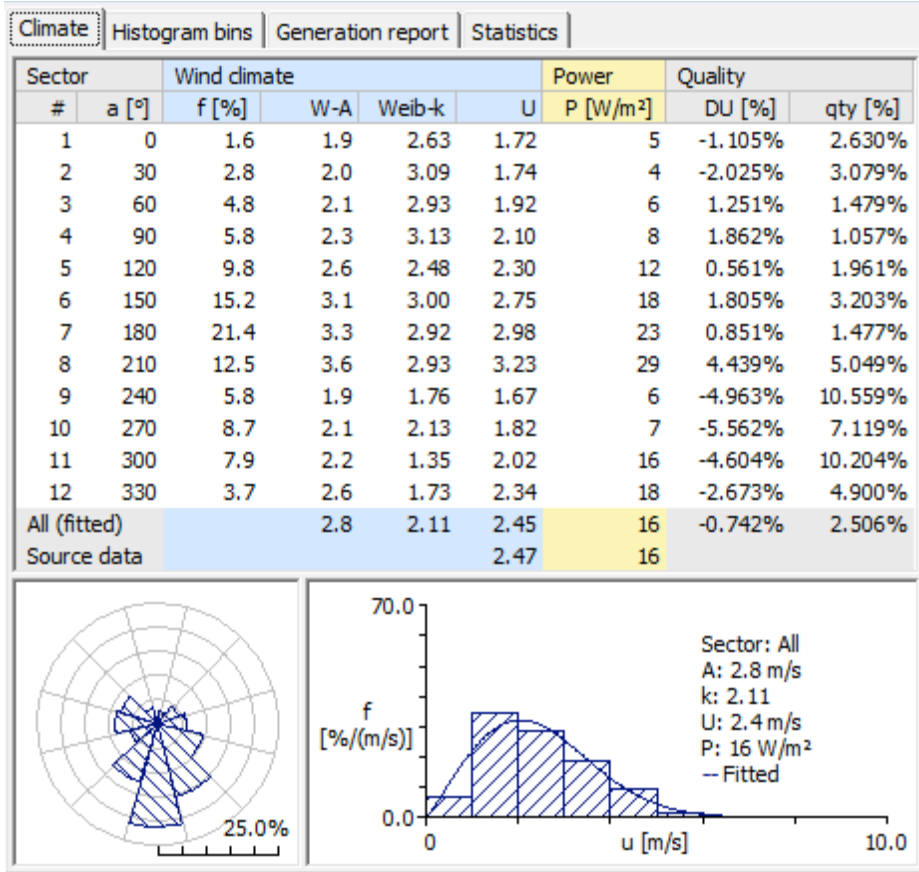 Climate Histogram bins Generation report Statistics
Sector Wind climate Power Quality
# a [°] f [%] W-A Weib-k U P [W/m²] DU [%] qty [%]
1 0 1.6 1.9 2.63 1.72 5 -1.105% 2.630%
2 30 2.8 2.0 3.09 1.74 4 -2.025% 3.079%
3 60 4.8 2.1 2.93 1.92 6 1.251% 1.479%
4 90 5.8 2.3 3.13 2.10 8 1.862% 1.057%
5 120 9.8 2.6 2.48 2.30 12 0.561% 1.961%
6 150 15.2 3.1 3.00 2.75 18 1.805% 3.203%
7 180 21.4 3.3 2.92 2.98 23 0.851% 1.477%
8 210 12.5 3.6 2.93 3.23 29 4.439% 5.049%
9 240 5.8 1.9 1.76 1.67 6 -4.963% 10.559%
10 270 8.7 2.1 2.13 1.82 7 -5.562% 7.119%
11 300 7.9 2.2 1.35 2.02 16 -4.604% 10.204%
12 330 3.7 2.6 1.73 2.34 18 -2.673% 4.900%
All (fitted) 2.8 2.11 2.45 16 -0.742% 2.506%
Source data 2.47 16
25.0%
70.0
f
[%/(m/s)]
0.0
0 u [m/s] 10.0
Sector: All
A: 2.8 m/s
k: 2.11
U: 2.4 m/s
P: 16 W/m²
-- Fitted